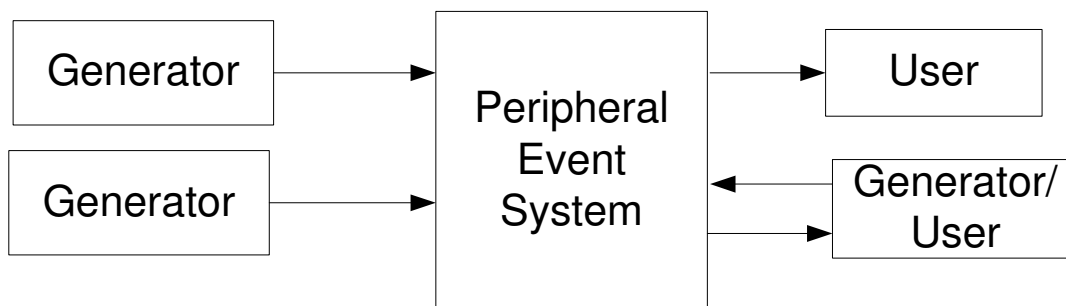 Generator
Generator
Peripheral
Event
System
User
Generator/
User